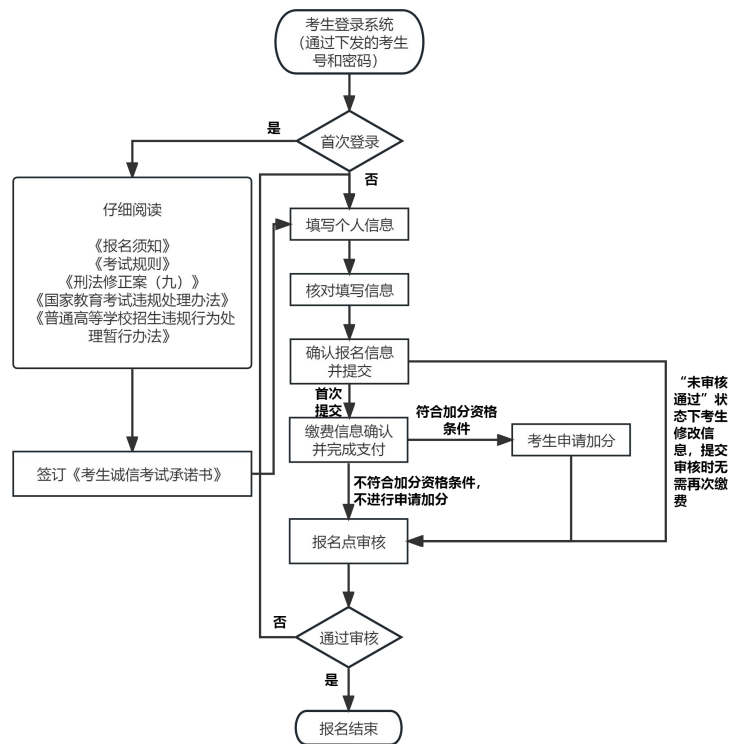 考生登录系统
（通过下发的考生
号和密码）
首次登录
是
否
仔细阅读
《报名须知》
《考试规则》
《刑法修正案（九）》
《国家教育考试违规处理办法》
《普通高等学校招生违规行为处
理暂行办法》
签订《考生诚信考试承诺书》
填写个人信息
核对填写信息
确认报名信息
并提交
首次
提交
缴费信息确认
并完成支付
符合加分资格
条件
考生申请加分
“未审核
通过”状
态下考生
修改信
息，提交
审核时无
需再次缴
费
不符合加分资格条件，
不进行申请加分
报名点审核
通过审核
否
是
报名结束